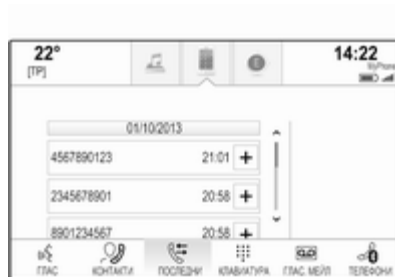 22° 14:22
[TP] MyPhone
01/10/2013
4567890123 21:01 +
2345678901 20:58 +
8901234567 20:58 +
ГЛАС КОНТАКТИ ПОСЛЕДНИ КЛАВИАТУРА ГЛАС. МЕЙЛ ТЕЛЕФОНИ